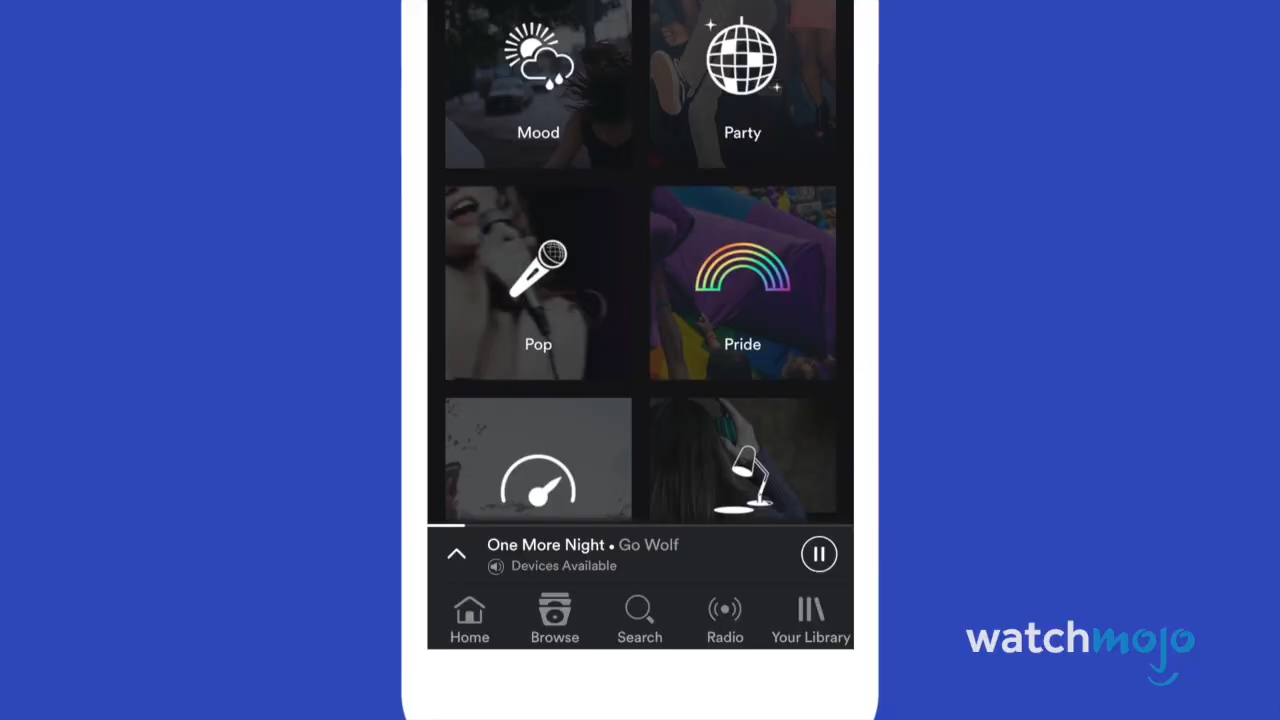 Mood
Party
Pop
Pride
One More Night • Go Wolf
Devices Available
Home
Browse
Search
Radio
Your Library
watchmojo